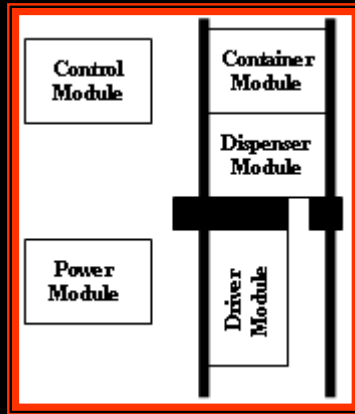 Control
Module
Container
Module
Dispenser
Module
Power
Module
Driver
Module